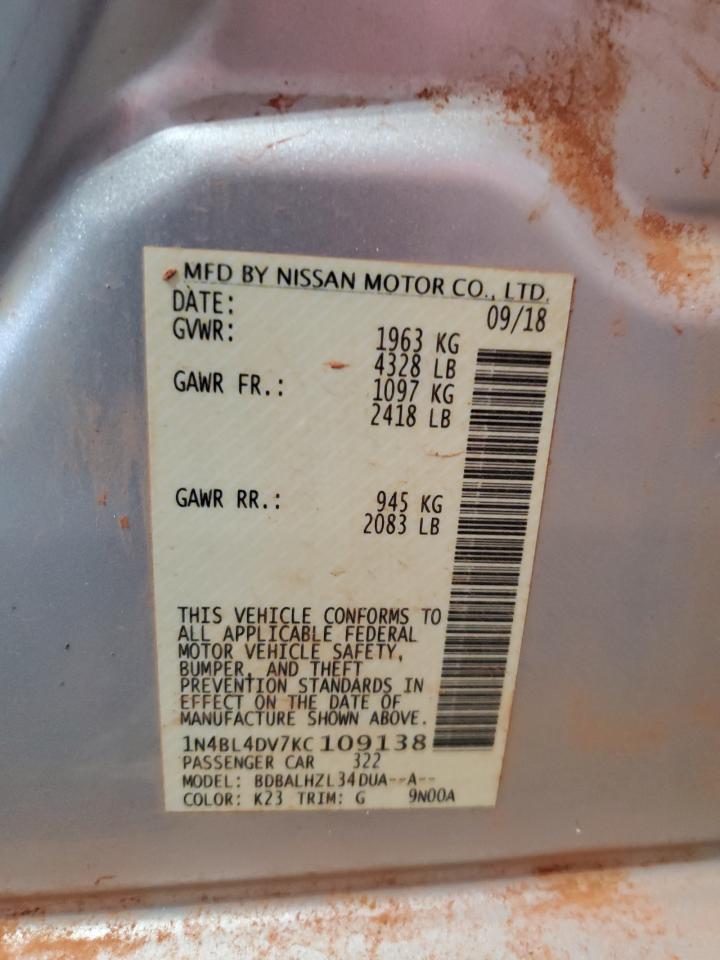 MFD BY NISSAN MOTOR CO., LTD.
DATE: 09/18
GVWR: 1963 KG
4328 LB
GAWR FR.: 1097 KG
2418 LB
GAWR RR.: 945 KG
2083 LB
THIS VEHICLE CONFORMS TO
ALL APPLICABLE FEDERAL
MOTOR VEHICLE SAFETY,
BUMPER, AND THEFT
PREVENTION STANDARDS IN
EFFECT ON THE DATE OF
MANUFACTURE SHOWN ABOVE.
1N4BL4DV7KC109138
PASSENGER CAR 322
MODEL: BDBALHZL34DUA--A--
COLOR: K23 TRIM: G 9N00A